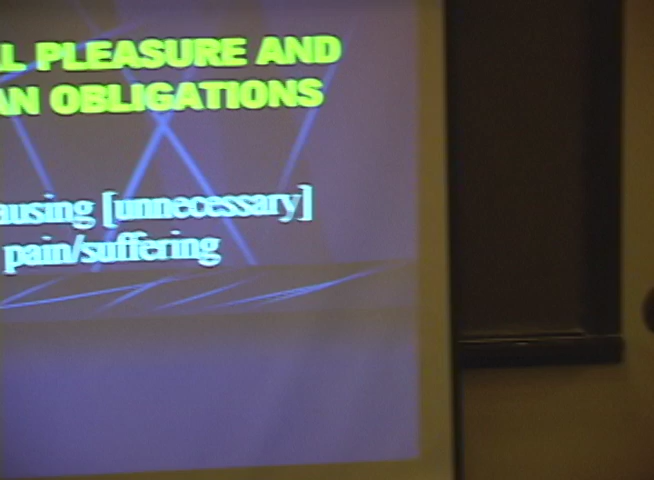 L PLEASURE AND
AN OBLIGATIONS
ausing [unnecessary]
pain/suffering